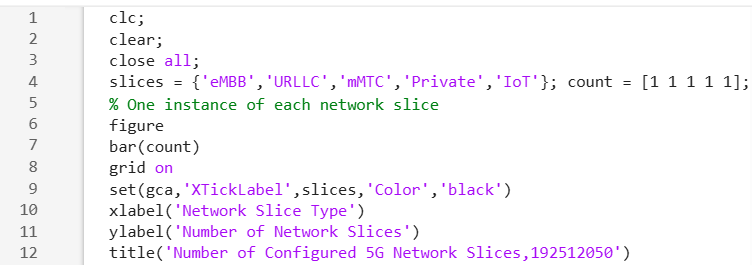 1 clc;
2 clear;
3 close all;
4 slices = {'eMBB','URLLC','mMTC','Private','IoT'}; count = [1 1 1 1 1];
5 % One instance of each network slice
6 figure
7 bar(count)
8 grid on
9 set(gca,'XTickLabel',slices,'Color','black')
10 xlabel('Network Slice Type')
11 ylabel('Number of Network Slices')
12 title('Number of Configured 5G Network Slices,192512050')